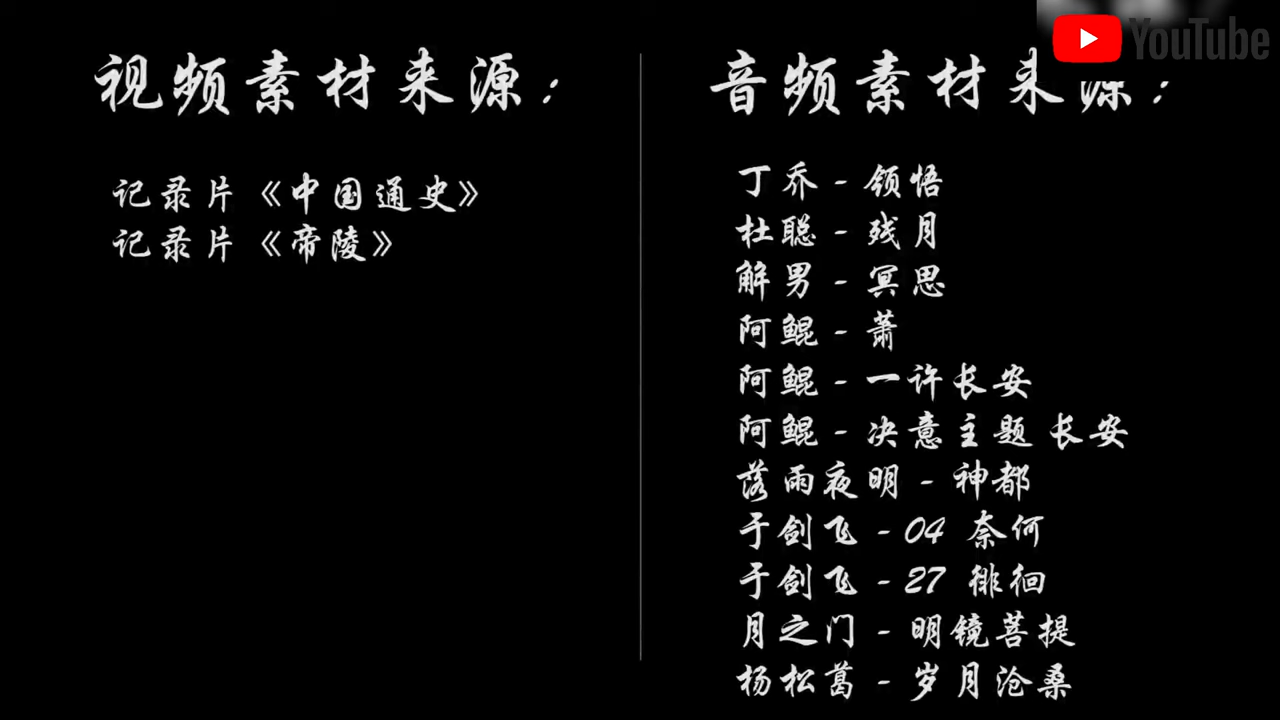 YouTube
视频素材来源：
记录片《中国通史》
记录片《帝陵》
音频素材来源：
丁乔 - 领悟
杜聪 - 残月
解男 - 冥思
阿鲲 - 萧
阿鲲 - 一许长安
阿鲲 - 决意主题 长安
落雨夜明 - 神都
于剑飞 - 04 奈何
于剑飞 - 27 徘徊
月之门 - 明镜菩提
杨松葛 - 岁月沧桑